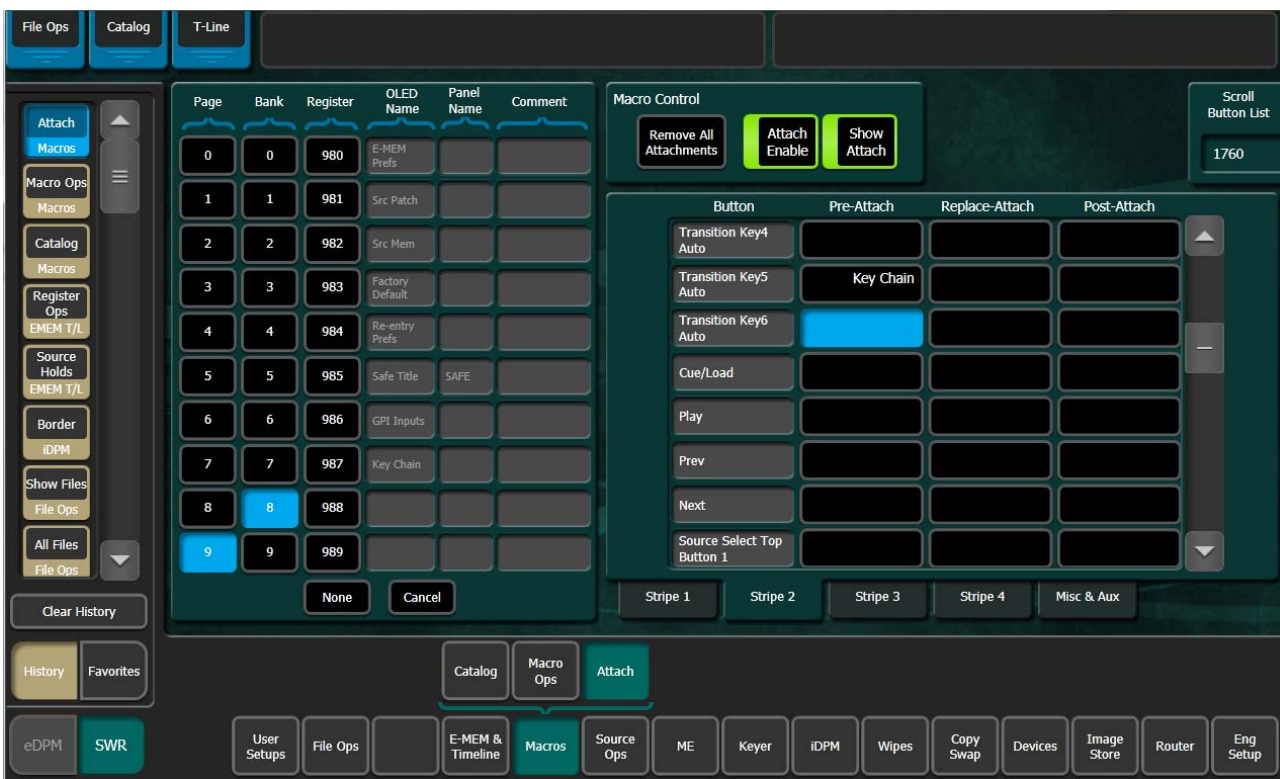 File Ops
Catalog
T-Line
Attach
Macros
Macro Ops
Macros
Catalog
Macros
Register
Ops
EMEM T/L
Source
Holds
EMEM T/L
Border
iDPM
Show Files
File Ops
All Files
File Ops
Clear History
History
Favorites
eDPM
SWR
Page
Bank
Register
OLED
Name
Panel
Name
Comment
0
0
980
E-MEM
Prefs
1
1
981
Src Patch
2
2
982
Src Mem
3
3
983
Factory
Default
4
4
984
Re-entry
Prefs
5
5
985
Safe Title
SAFE
6
6
986
GPI Inputs
7
7
987
Key Chain
8
8
988
9
9
989
None
Cancel
Macro Control
Remove All
Attachments
Attach
Enable
Show
Attach
Scroll
Button List
1760
Button
Pre-Attach
Replace-Attach
Post-Attach
Transition Key4
Auto
Transition Key5
Auto
Key Chain
Transition Key6
Auto
Cue/Load
Play
Prev
Next
Source Select Top
Button 1
Stripe 1
Stripe 2
Stripe 3
Stripe 4
Misc & Aux
Catalog
Macro
Ops
Attach
User
Setups
File Ops
E-MEM &
Timeline
Macros
Source
Ops
ME
Keyer
iDPM
Wipes
Copy
Swap
Devices
Image
Store
Router
Eng
Setup